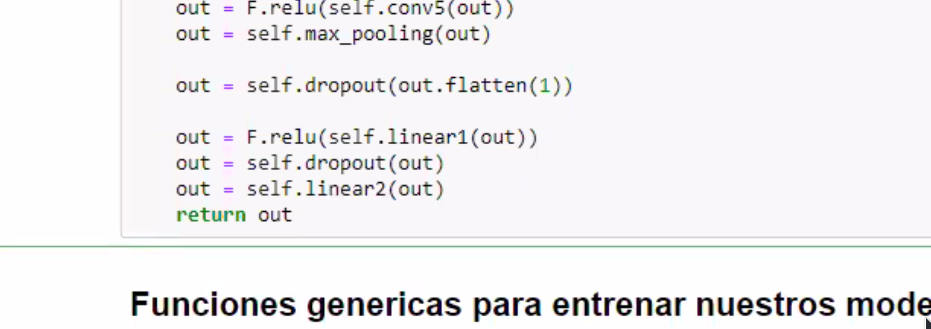 out = F.relu(self.conv5(out))
out = self.max_pooling(out)
out = self.dropout(out.flatten(1))
out = F.relu(self.linear1(out))
out = self.dropout(out)
out = self.linear2(out)
return out
Funciones genericas para entrenar nuestros mode